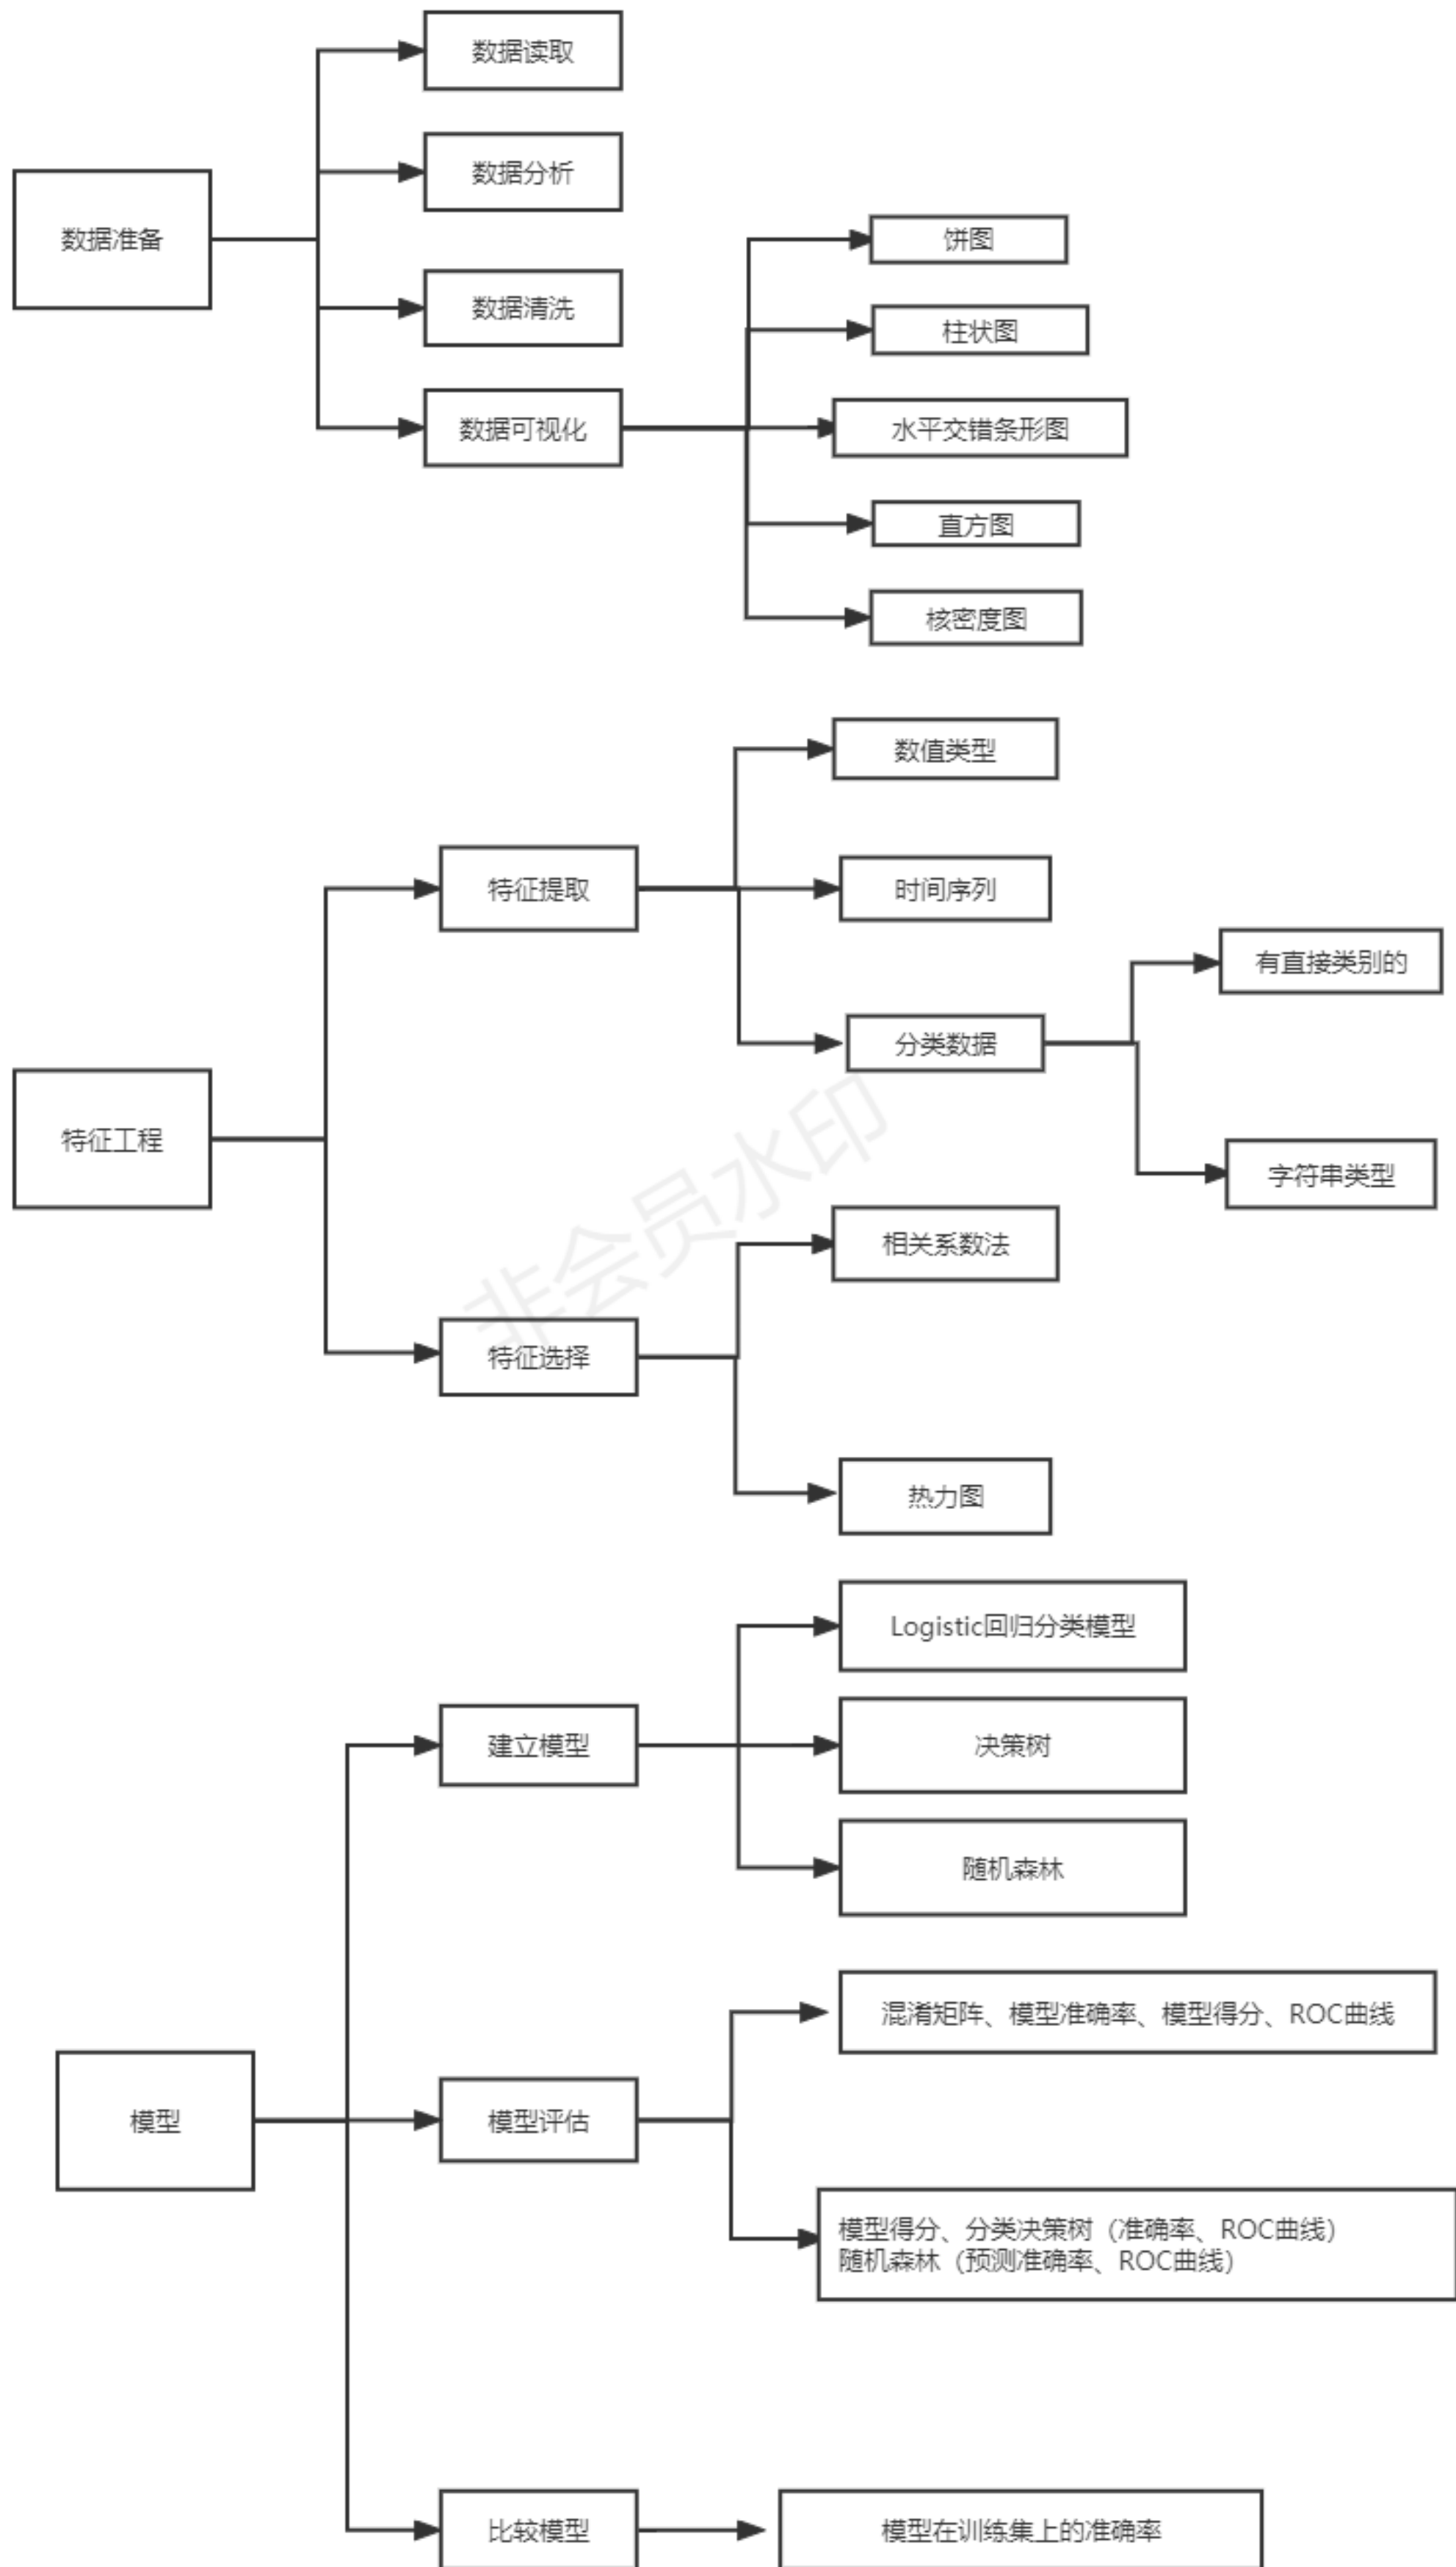 数据读取
数据分析
数据准备
数据清洗
数据可视化
饼图
柱状图
水平交错条形图
直方图
核密度图
数值类型
特征提取
时间序列
有直接类别的
分类数据
字符串类型
特征工程
相关系数法
特征选择
热力图
非会员水印
Logistic回归分类模型
建立模型
决策树
随机森林
混淆矩阵、模型准确率、模型得分、ROC曲线
模型
模型评估
模型得分、分类决策树（准确率、ROC曲线）
随机森林（预测准确率、ROC曲线）
比较模型
模型在训练集上的准确率